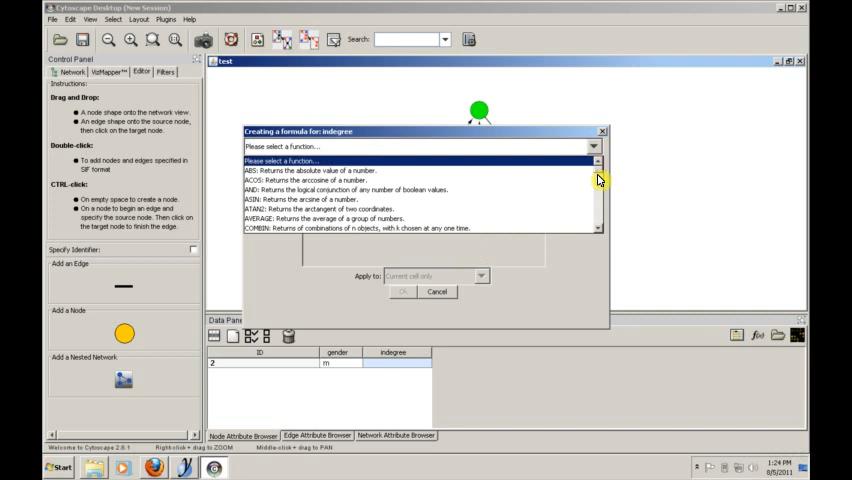 Cytoscape Desktop (New Session)
File Edit View Select Layout Plugins Help
Search:
Control Panel
Network VizMapper™ Editor Filters
Instructions:
Drag and Drop:
● A node shape onto the network view.
● An edge shape onto the source node, then click on the target node.
Double-click:
● To add nodes and edges specified in SIF format
CTRL-click:
● On empty space to create a node.
● On a node to begin an edge and specify the source node. Then click on the target node to finish the edge.
Specify Identifier:
Add an Edge
Add a Node
Add a Nested Network
test
Creating a formula for: indegree
Please select a function...
Please select a function...
ABS: Returns the absolute value of a number.
ACOS: Returns the arccosine of a number.
AND: Returns the logical conjunction of any number of boolean values.
ASIN: Returns the arcsine of a number.
ATAN2: Returns the arctangent of two coordinates.
AVERAGE: Returns the average of a group of numbers.
COMBIN: Returns of combinations of n objects, with k chosen at any one time.
Apply to: Current cell only
Ok Cancel
Data Pane
f(x)
ID gender indegree
2 m
Node Attribute Browser Edge Attribute Browser Network Attribute Browser
Welcome to Cytoscape 2.8.1 Right-click + drag to ZOOM Middle-click + drag to PAN
Start
1:24 PM
8/5/2011